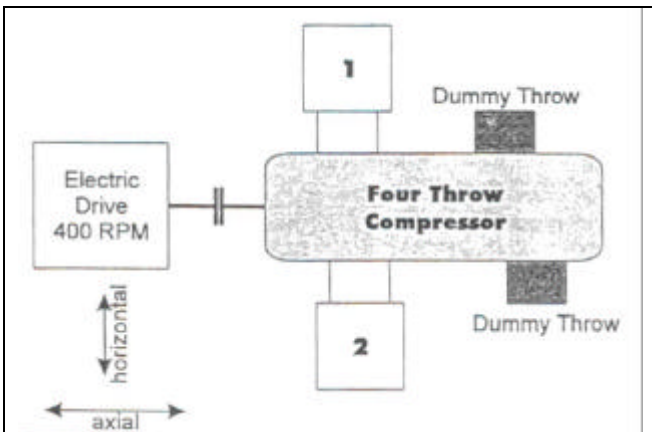 1
Dummy Throw
Electric
Drive
400 RPM
Four Throw
Compressor
horizontal
2
Dummy Throw
axial